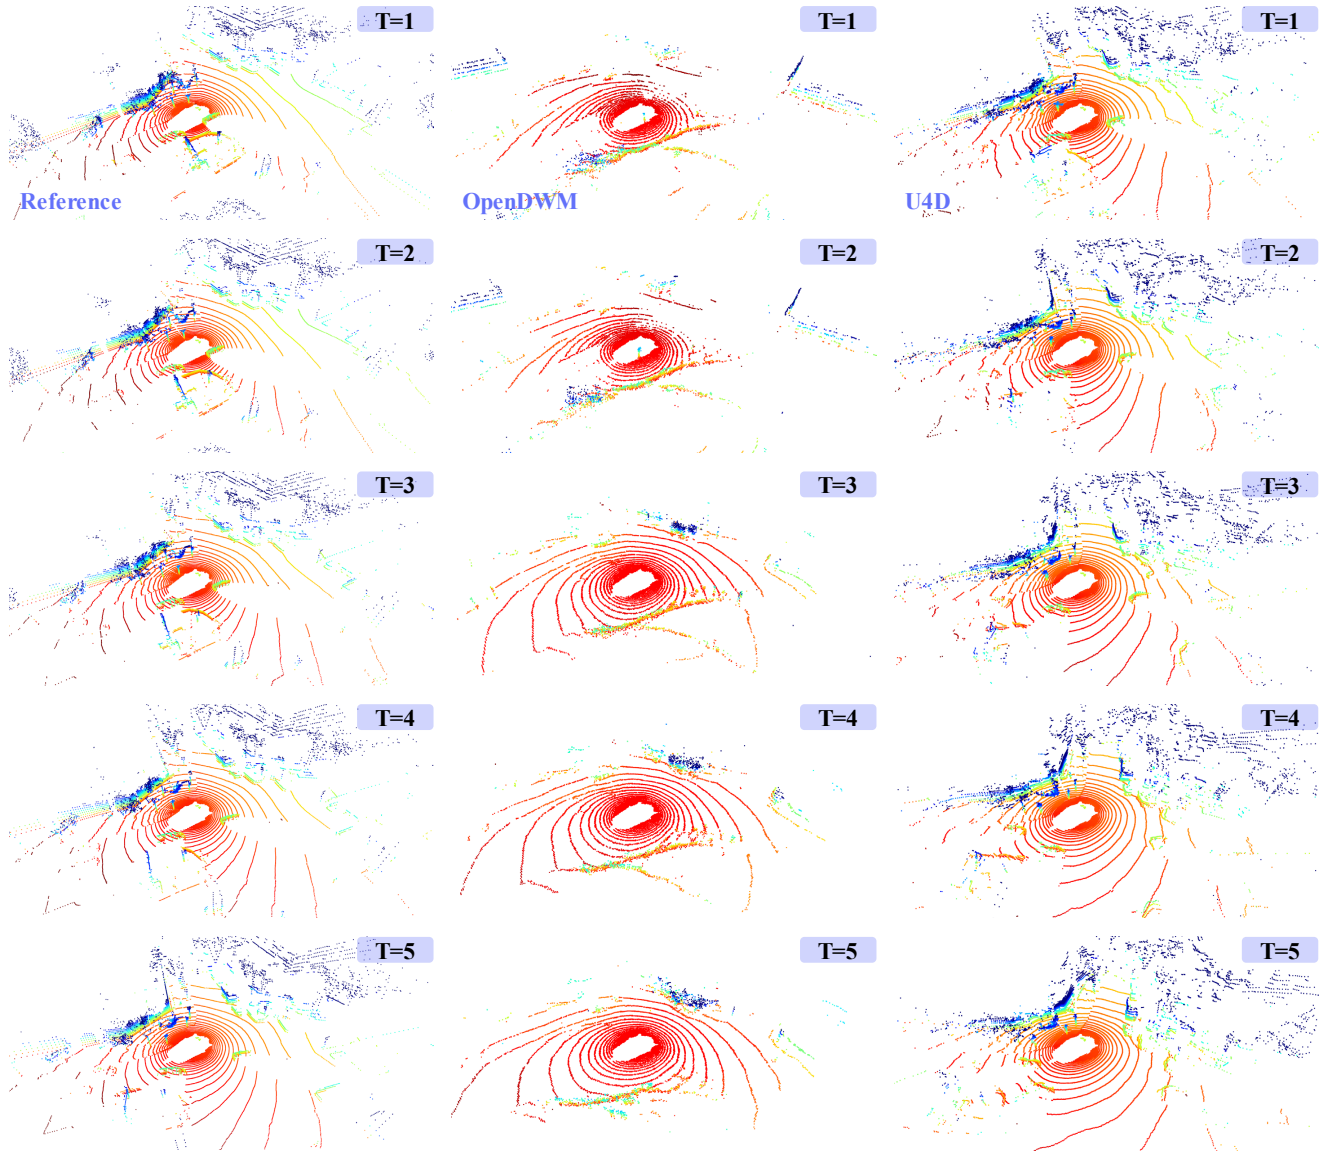 T=1 T=1 T=1
Reference OpenDWM U4D
T=2 T=2 T=2
T=3 T=3 T=3
T=4 T=4 T=4
T=5 T=5 T=5